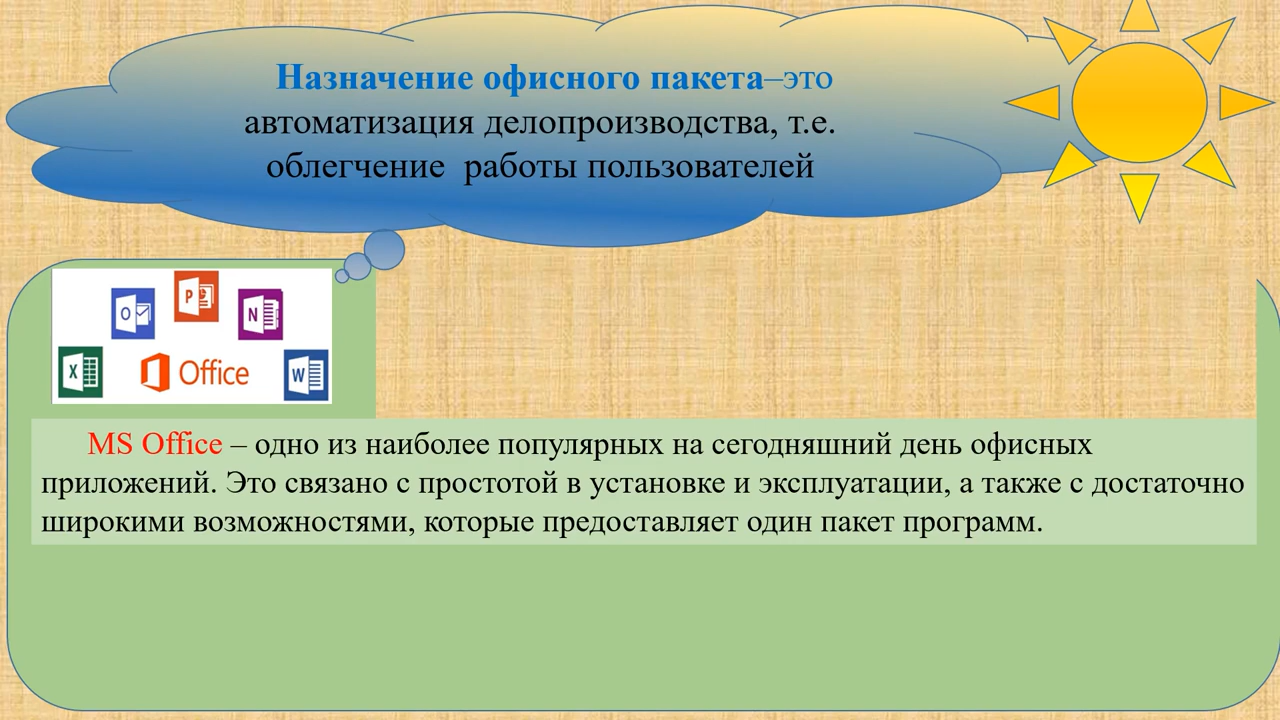 Назначение офисного пакета–это
автоматизация делопроизводства, т.е.
облегчение  работы пользователей
P
O
N
X
Office
W
MS Office – одно из наиболее популярных на сегодняшний день офисных
приложений. Это связано с простотой в установке и эксплуатации, а также с достаточно
широкими возможностями, которые предоставляет один пакет программ.